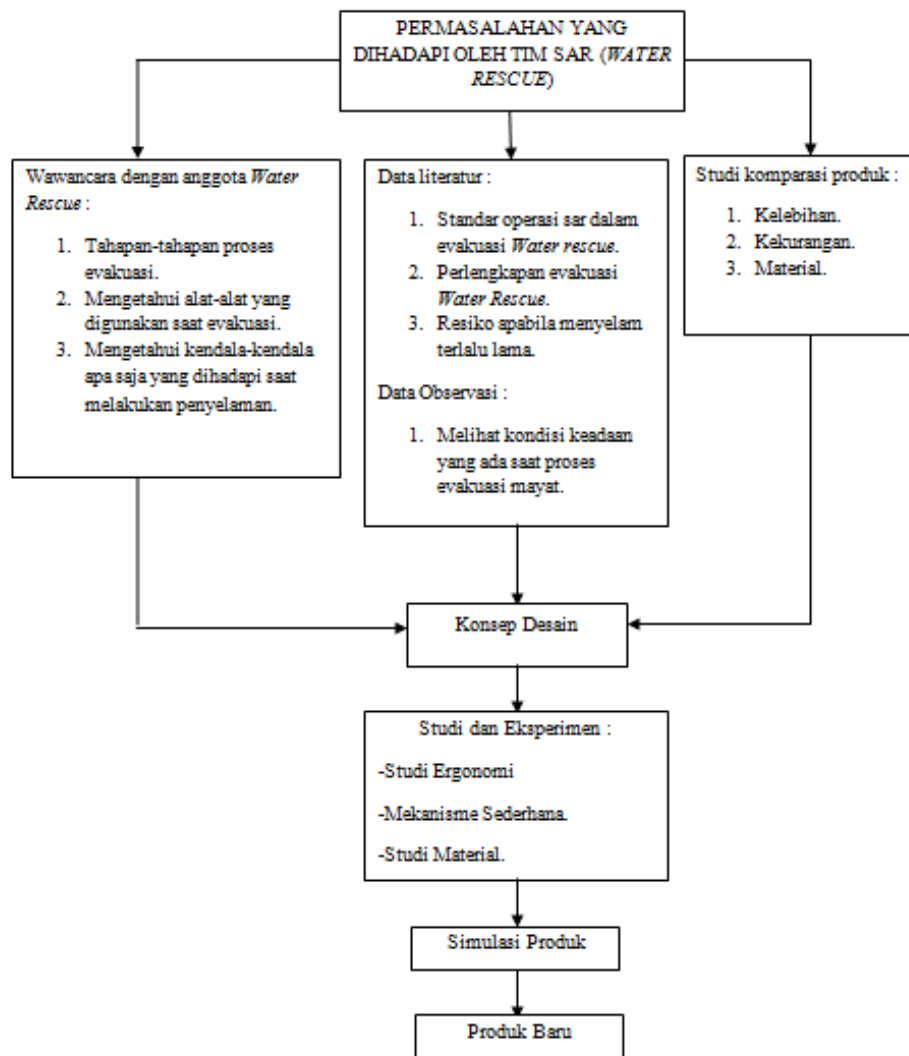 PERMASALAHAN YANG
DIHADAPI OLEH TIM SAR (WATER
RESCUE)
Wawancara dengan anggota Water
Rescue :
1. Tahapan-tahapan proses
evakuasi.
2. Mengetahui alat-alat yang
digunakan saat evakuasi.
3. Mengetahui kendala-kendala
apa saja yang dihadapi saat
melakukan penyelaman.
Data literatur :
1. Standar operasi sar dalam
evakuasi Water rescue.
2. Perlengkapan evakuasi
Water Rescue.
3. Resiko apabila menyelam
terlalu lama.
Data Observasi :
1. Melihat kondisi keadaan
yang ada saat proses
evakuasi mayat.
Studi komparasi produk :
1. Kelebihan.
2. Kekurangan.
3. Material.
Konsep Desain
Studi dan Eksperimen :
-Studi Ergonomi
-Mekanisme Sederhana.
-Studi Material.
Simulasi Produk
Produk Baru